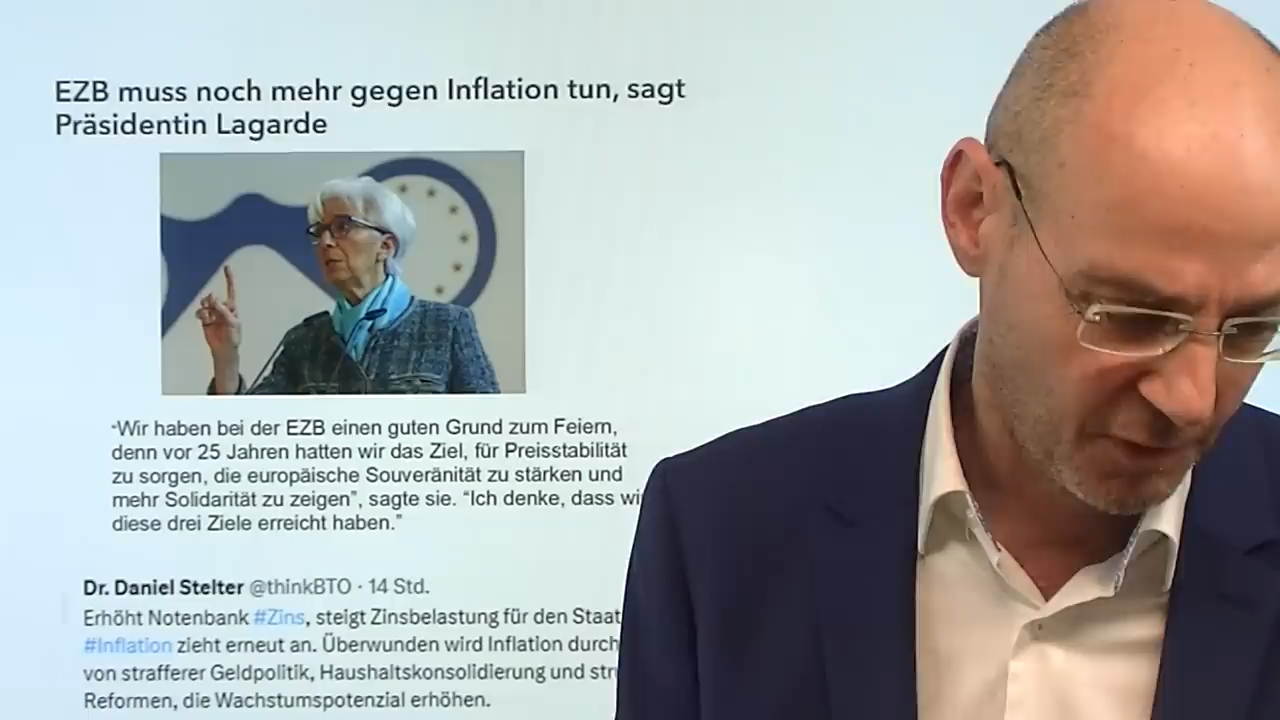 EZB muss noch mehr gegen Inflation tun, sagt
Präsidentin Lagarde
“Wir haben bei der EZB einen guten Grund zum Feiern,
denn vor 25 Jahren hatten wir das Ziel, für Preisstabilität
zu sorgen, die europäische Souveränität zu stärken und
mehr Solidarität zu zeigen”, sagte sie. “Ich denke, dass wir
diese drei Ziele erreicht haben.”
Dr. Daniel Stelter @thinkBTO · 14 Std.
Erhöht Notenbank #Zins, steigt Zinsbelastung für den Staat
#Inflation zieht erneut an. Überwunden wird Inflation durch
von strafferer Geldpolitik, Haushaltskonsolidierung und
Reformen, die Wachstumspotenzial erhöhen.